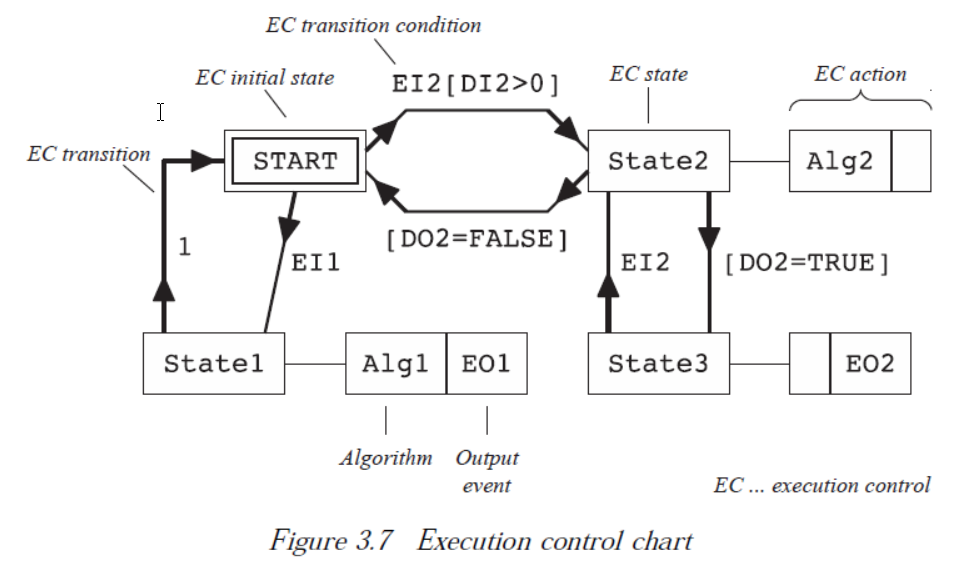 EC transition condition
EC initial state
EI2[DI2>0]
EC state
EC action
EC transition
START
State2
Alg2
[DO2=FALSE]
1
EI1
EI2
[DO2=TRUE]
State1
Alg1
EO1
State3
EO2
Algorithm
Output
event
EC ... execution control
Figure 3.7 Execution control chart